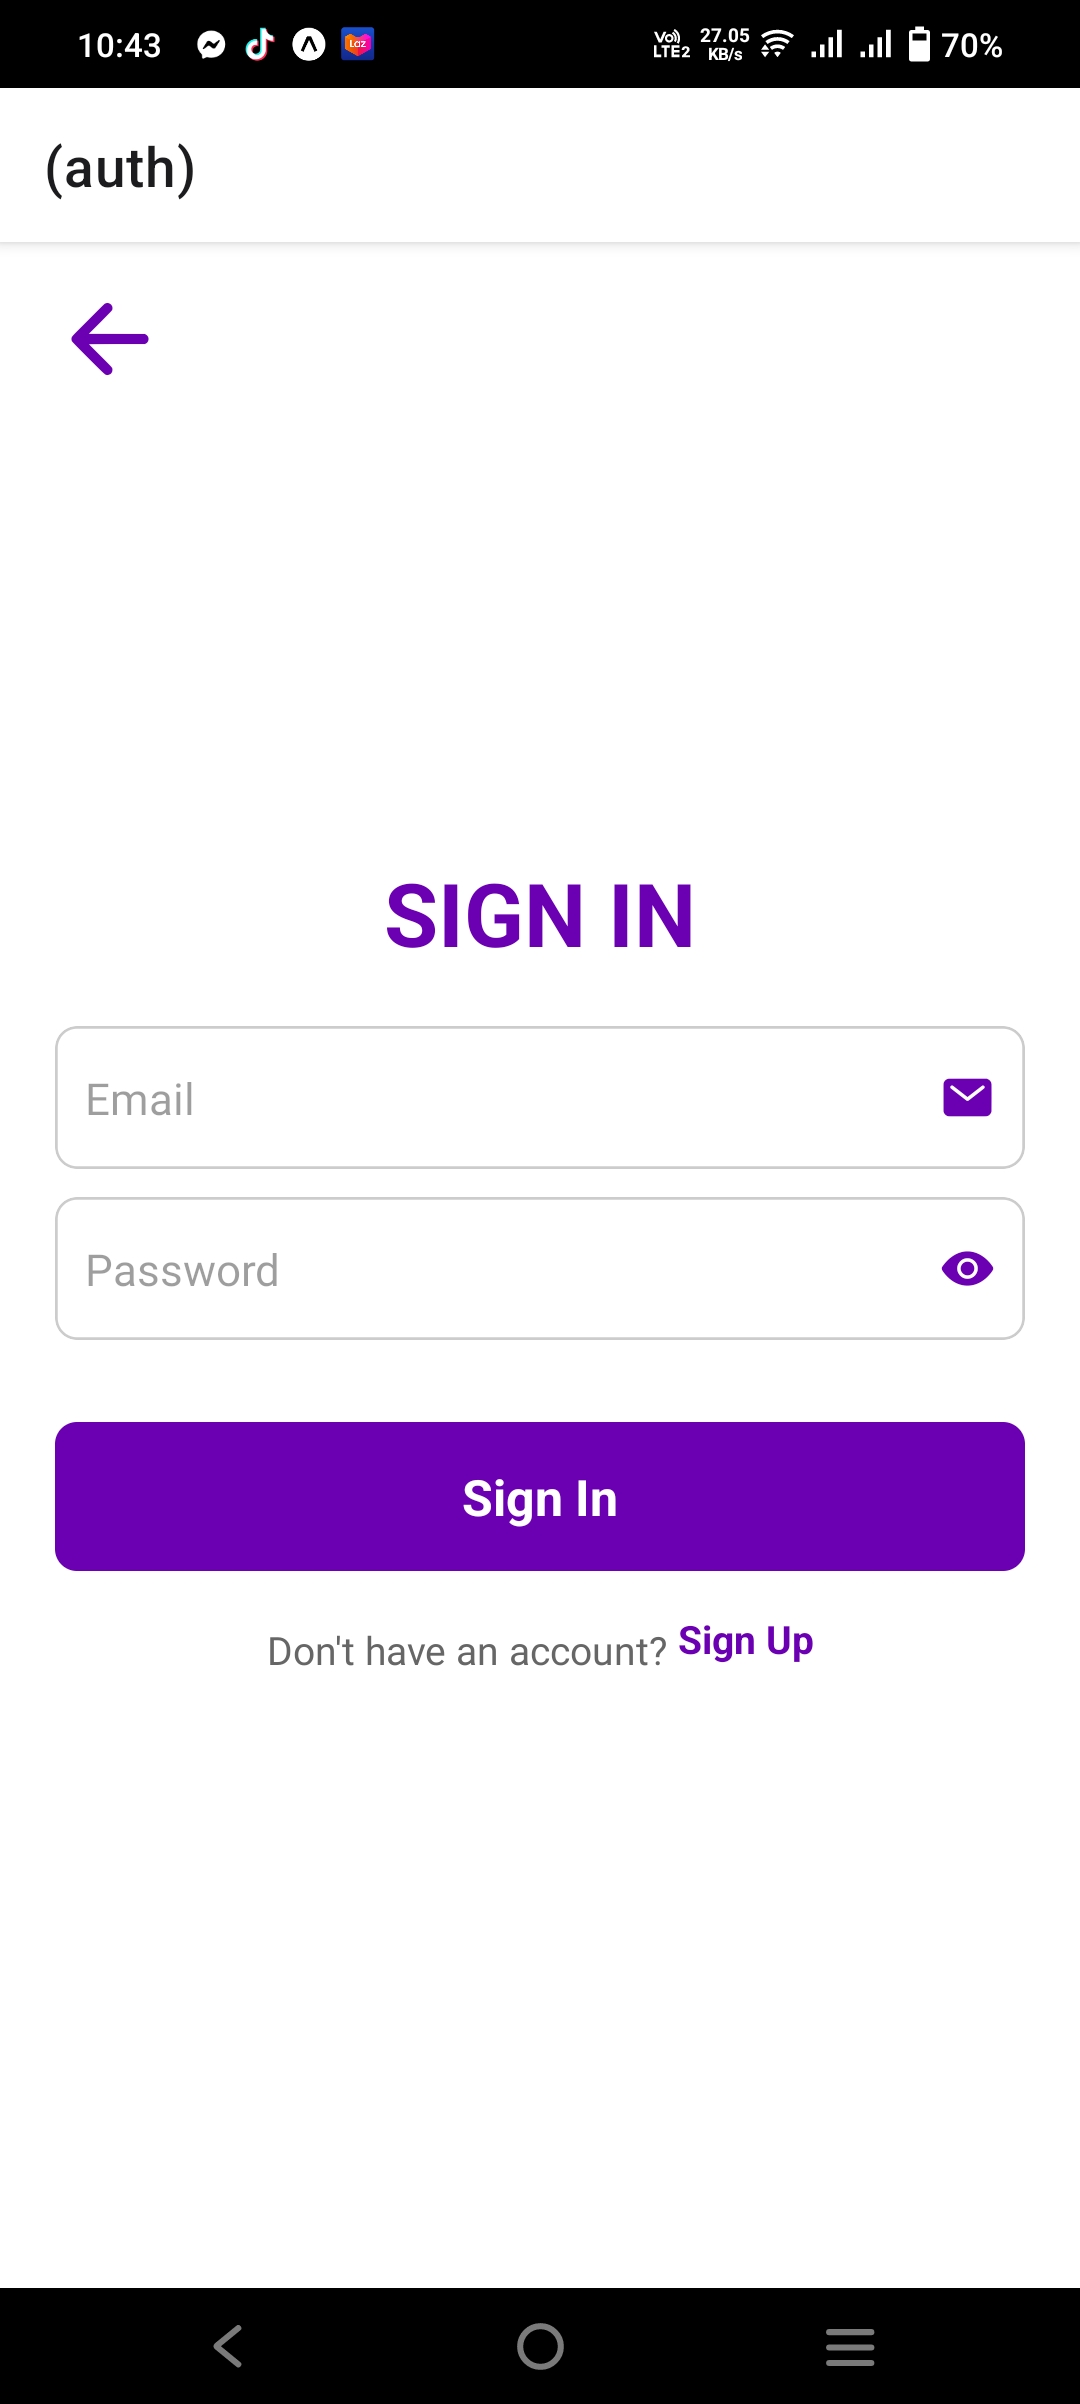 10:43 Laz Vo) LTE2 27.05 KB/s 70%
(auth)
SIGN IN
Email
Password
Sign In
Don't have an account? Sign Up